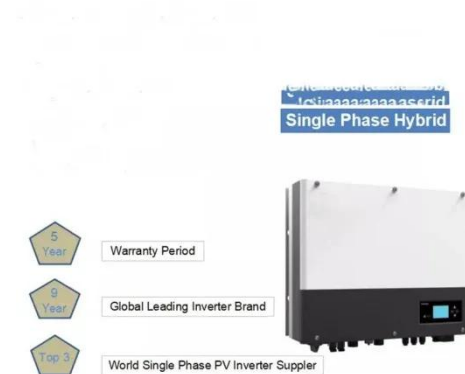 Single Phase Hybrid
5
Year
Warranty Period
9
Year
Global Leading Inverter Brand
Top 3
World Single Phase PV Inverter Suppler